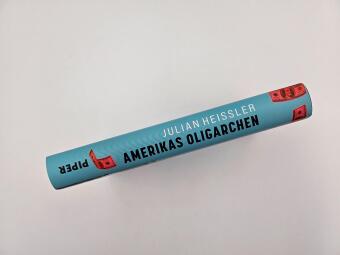 JULIAN HEISSLER
AMERIKAS OLIGARCHEN
PIPER